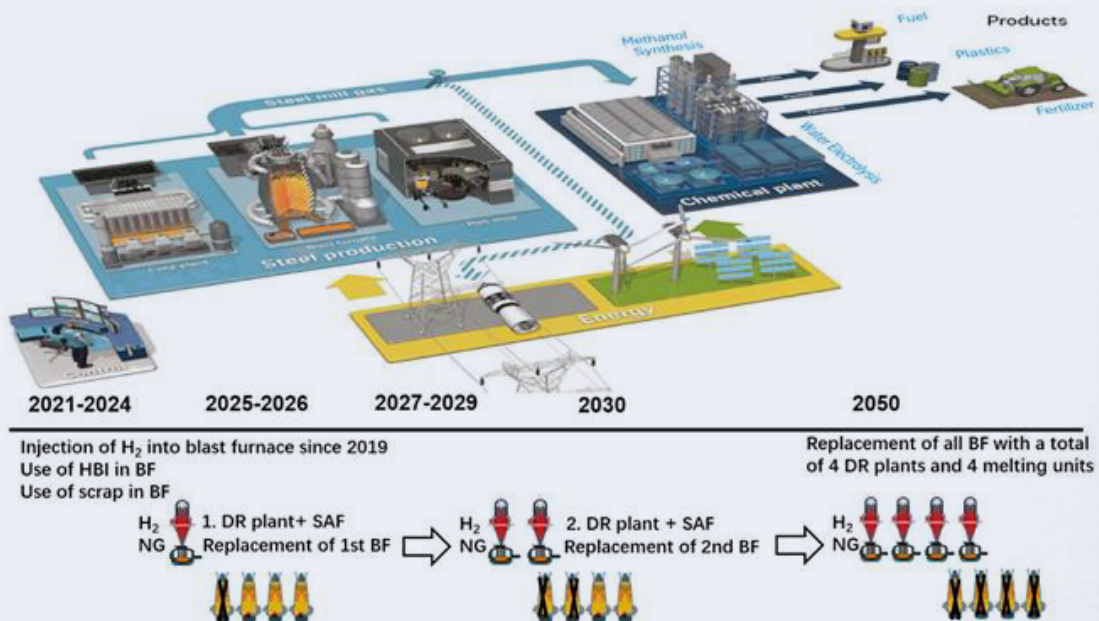 Products
Fuel
Methanol
Synthesis
Plastics
Steel mill gas
Fertilizer
Water Electrolysis
Chemical plant
Steel production
Energy
2021-2024
2025-2026
2027-2029
2030
2050
Injection of H₂ into blast furnace since 2019
Use of HBI in BF
Use of scrap in BF
Replacement of all BF with a total
of 4 DR plants and 4 melting units
H₂
NG
1. DR plant+ SAF
Replacement of 1st BF
H₂
NG
2. DR plant + SAF
Replacement of 2nd BF
H₂
NG